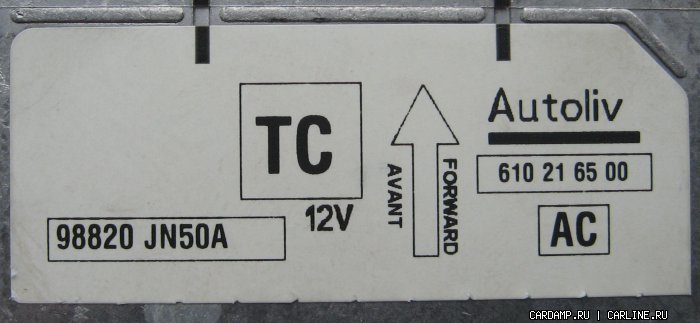 TC
12V
98820 JN50A
AVANT
FORWARD
Autoliv
610 21 65 00
AC
CARDAMP.RU | CARLINE.RU